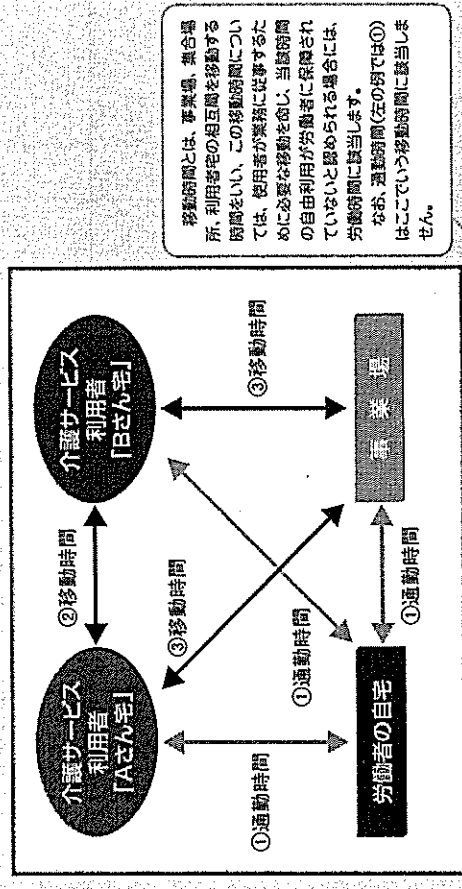 介護サービス
利用者
「Aさん宅」
②移動時間
介護サービス
利用者
「Bさん宅」
①通勤時間
③移動時間
①通勤時間
③移動時間
労働者の自宅
①通勤時間
事業場
移動時間とは、事業場、集合場
所、利用者宅の相互間を移動する
時間をいい、この移動時間につい
ては、使用者が業務に従事するた
めに必要な移動を命じ、当該時間
の自由利用が労働者に保障され
ていないと認められる場合には、
労働時間に該当します。
なお、通勤時間(左の例では①)
はここでいう移動時間に該当しま
せん。